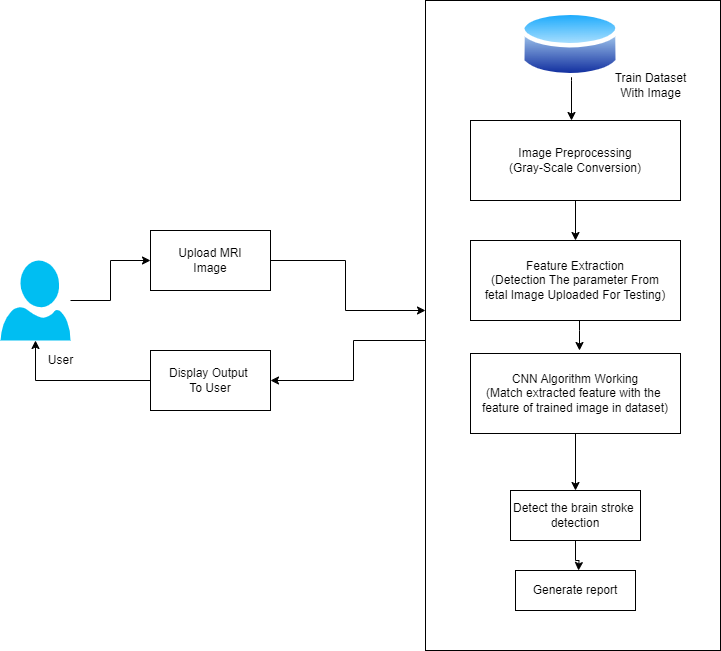 Train Dataset
With Image
Image Preprocessing
(Gray-Scale Conversion)
Upload MRI
Image
Feature Extraction
(Detection The parameter From
fetal Image Uploaded For Testing)
User
Display Output
To User
CNN Algorithm Working
(Match extracted feature with the
feature of trained image in dataset)
Detect the brain stroke
detection
Generate report